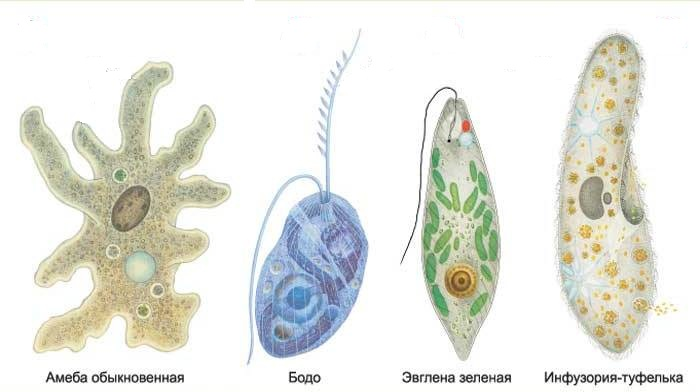 Амеба обыкновенная Бодо Эвглена зеленая Инфузория-туфелька